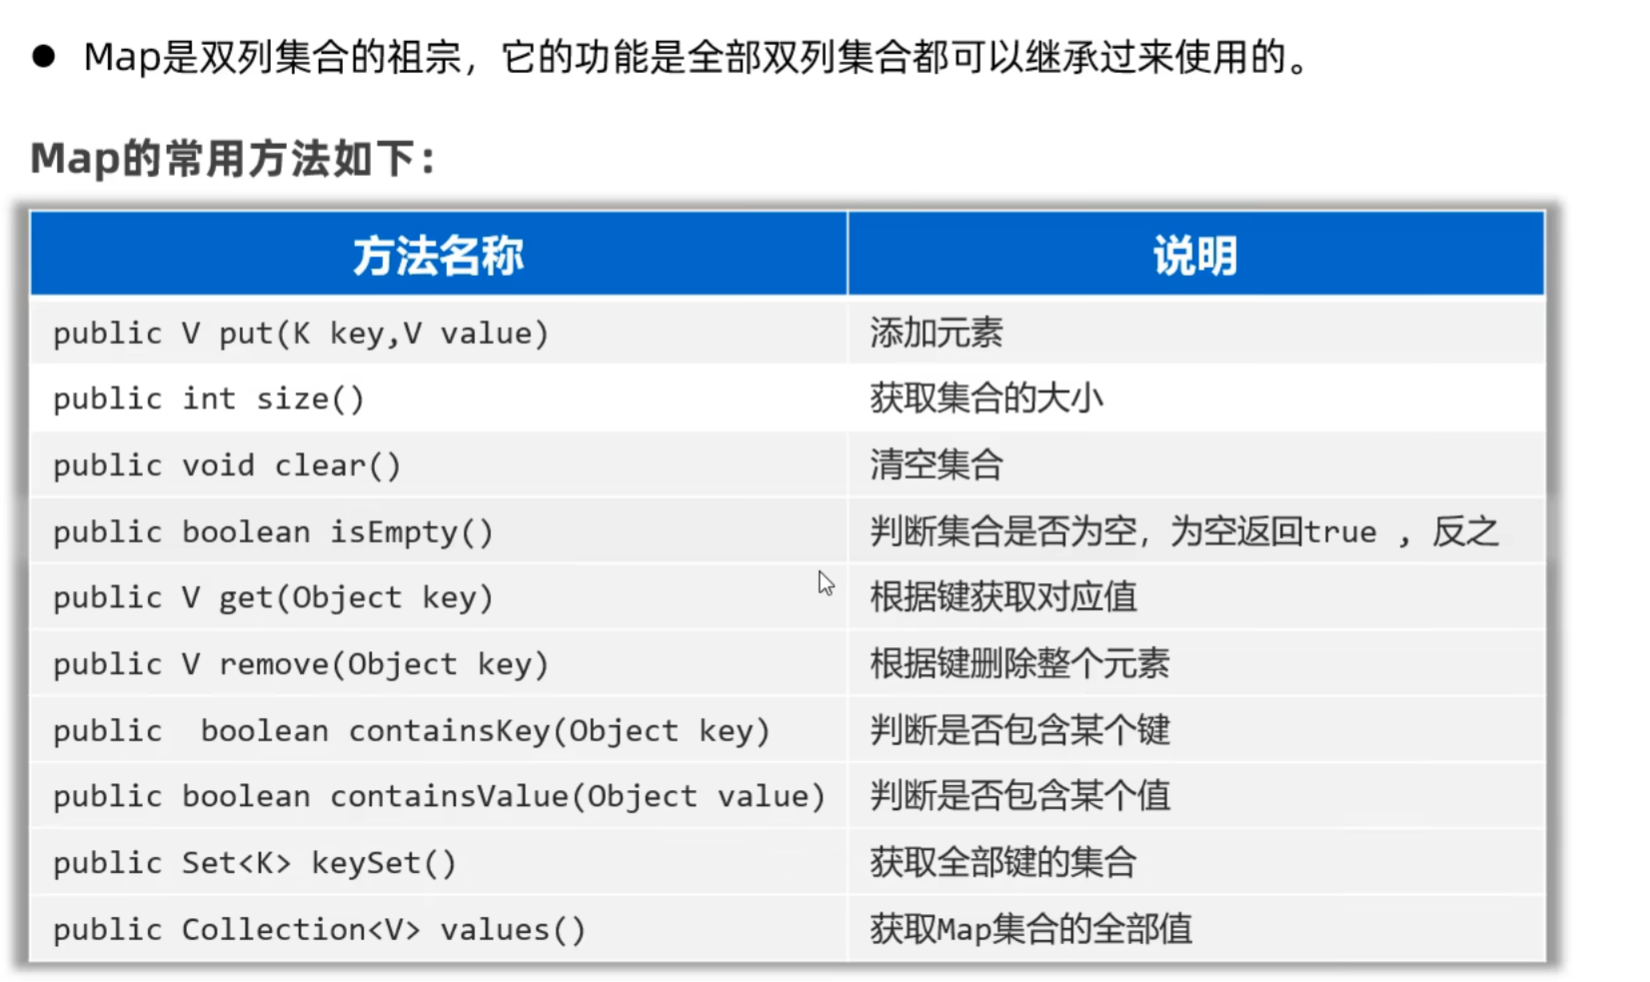 ● Map是双列集合的祖宗，它的功能是全部双列集合都可以继承过来使用的。
Map的常用方法如下：
方法名称 说明
public V put(K key,V value) 添加元素
public int size() 获取集合的大小
public void clear() 清空集合
public boolean isEmpty() 判断集合是否为空，为空返回true , 反之
public V get(Object key) 根据键获取对应值
public V remove(Object key) 根据键删除整个元素
public  boolean containsKey(Object key) 判断是否包含某个键
public boolean containsValue(Object value) 判断是否包含某个值
public Set<K> keySet() 获取全部键的集合
public Collection<V> values() 获取Map集合的全部值